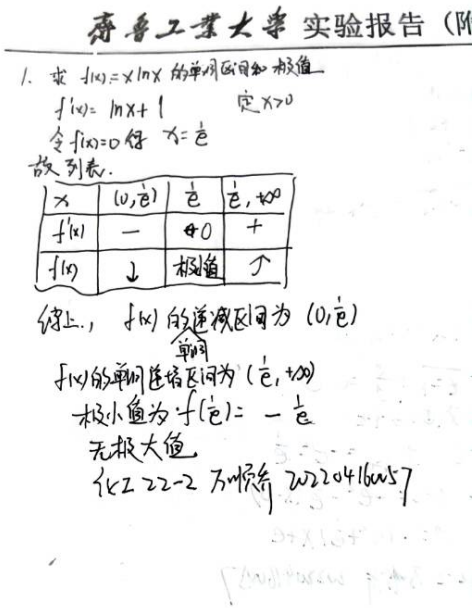 齐鲁工业大学 实验报告 (附
1. 求 f(x)=xlnx 的单调区间和极值
f'(x)= lnx+1 定 x>0
令 f'(x)=0 得 x=1/e
故列表.
x (0,1/e) 1/e 1/e,+∞
f'(x) — 0 +
f(x) ↓ 极值 ↑
综上., f(x) 的单调递减区间为 (0,1/e)
f(x)的单调递增区间为 (1/e,+∞)
极小值为 f(1/e)= -1/e
无极大值
化工22-2 202204160057